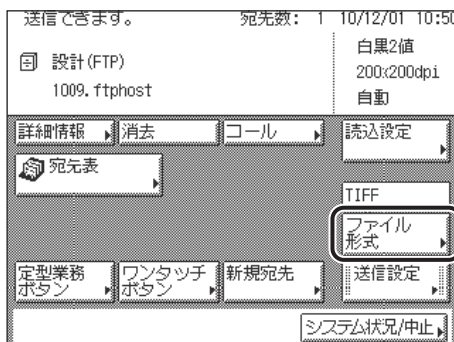 送信できます。 宛先数: 1 10/12/01 10:50
設計(FTP)
1009.ftphost
白黒2値
200x200dpi
自動
詳細情報 消去 コール 読込設定
宛先表
TIFF
ファイル
形式
定型業務
ボタン
ワンタッチ
ボタン
新規宛先
送信設定
システム状況/中止